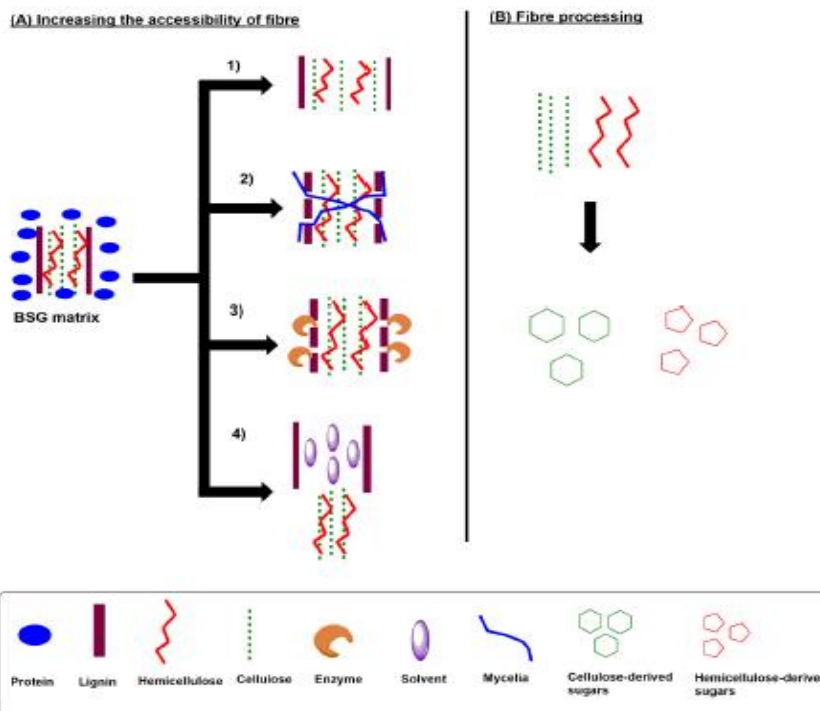 (A) Increasing the accessibility of fibre
(B) Fibre processing
1)
2)
3)
4)
BSG matrix
Protein
Lignin
Hemicellulose
Cellulose
Enzyme
Solvent
Mycelia
Cellulose-derived
sugars
Hemicellulose-derive
sugars